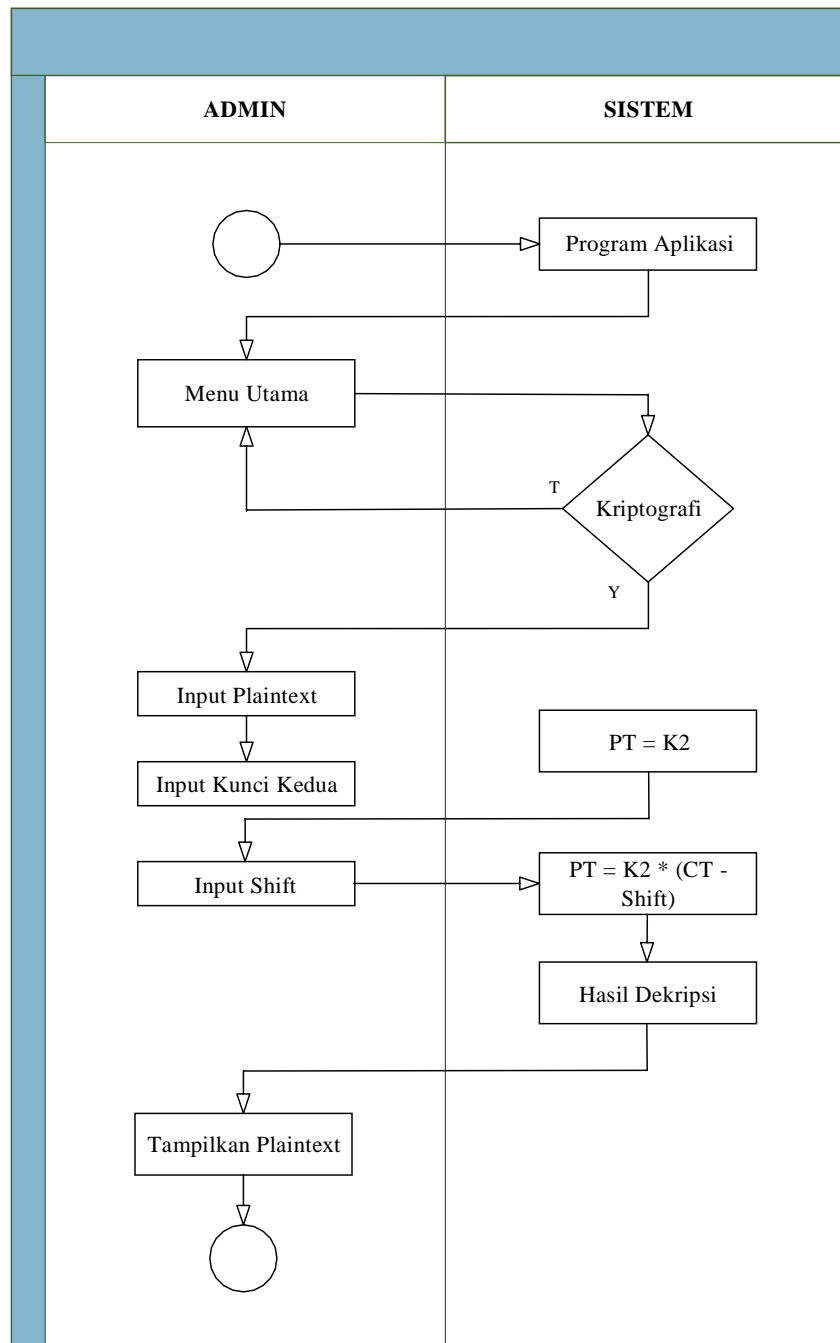 ADMIN
SISTEM
Program Aplikasi
Menu Utama
T
Kriptografi
Y
Input Plaintext
PT = K2
Input Kunci Kedua
Input Shift
PT = K2 * (CT -
Shift)
Hasil Dekripsi
Tampilkan Plaintext